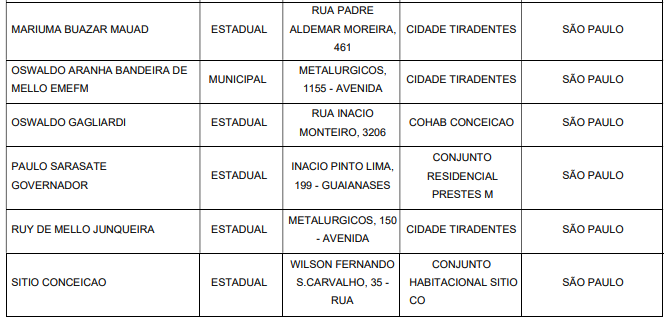 MARIUMA BUAZAR MAUAD
ESTADUAL
RUA PADRE
ALDEMAR MOREIRA,
461
CIDADE TIRADENTES
SÃO PAULO
OSWALDO ARANHA BANDEIRA DE
MELLO EMEFM
MUNICIPAL
METALURGICOS,
1155 - AVENIDA
CIDADE TIRADENTES
SÃO PAULO
OSWALDO GAGLIARDI
ESTADUAL
RUA INACIO
MONTEIRO, 3206
COHAB CONCEICAO
SÃO PAULO
PAULO SARASATE
GOVERNADOR
ESTADUAL
INACIO PINTO LIMA,
199 - GUAIANASES
CONJUNTO
RESIDENCIAL
PRESTES M
SÃO PAULO
RUY DE MELLO JUNQUEIRA
ESTADUAL
METALURGICOS, 150
- AVENIDA
CIDADE TIRADENTES
SÃO PAULO
SITIO CONCEICAO
ESTADUAL
WILSON FERNANDO
S.CARVALHO, 35 -
RUA
CONJUNTO
HABITACIONAL SITIO
CO
SÃO PAULO